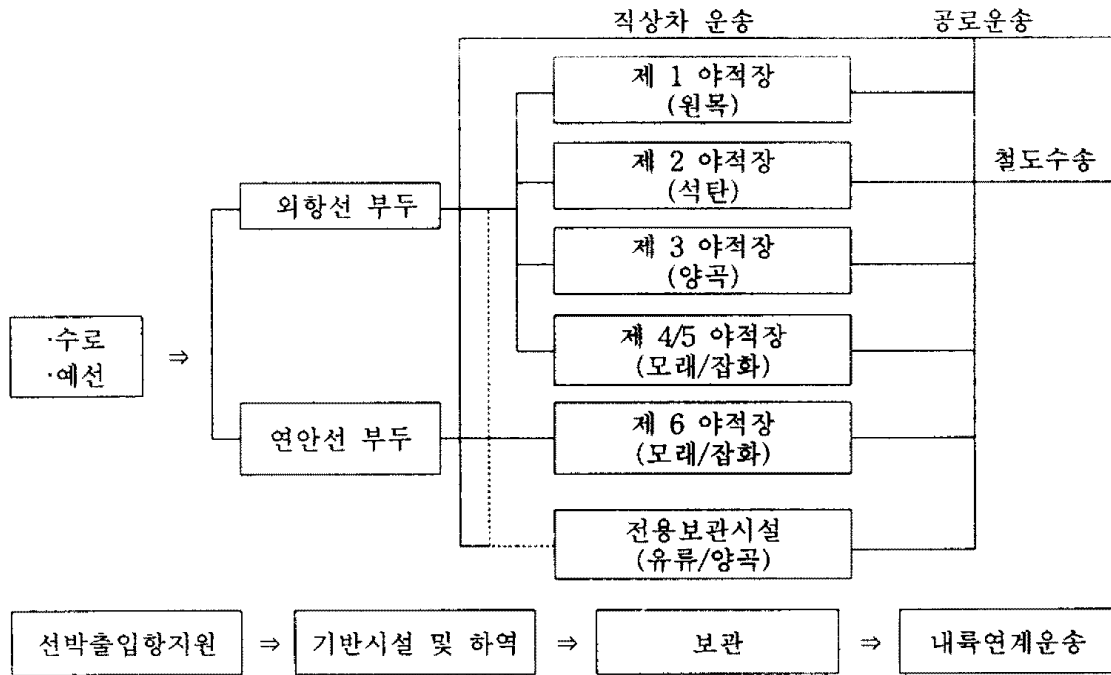 직상차 운송
공로운송
제 1 야적장
(원목)
제 2 야적장
(석탄)
철도수송
외항선 부두
제 3 야적장
(양곡)
·수로
·예선
⇒
제 4/5 야적장
(모래/잡화)
연안선 부두
제 6 야적장
(모래/잡화)
전용보관시설
(유류/양곡)
선박출입항지원 ⇒ 기반시설 및 하역 ⇒ 보관 ⇒ 내륙연계운송